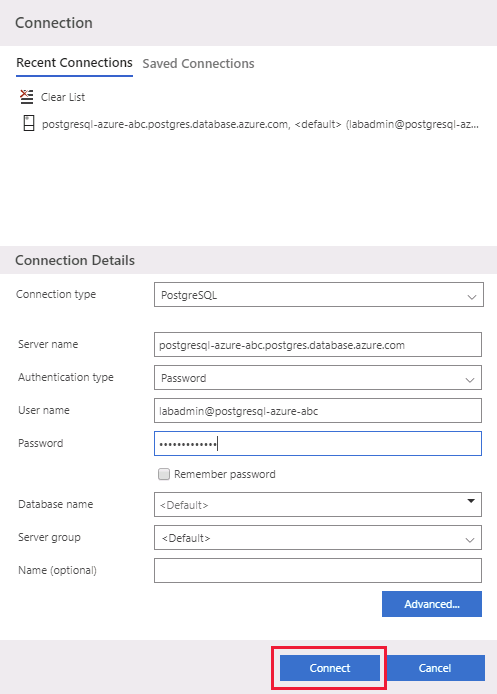 Connection
Recent Connections Saved Connections
Clear List
postgresql-azure-abc.postgres.database.azure.com, <default> (labadmin@postgresql-az...
Connection Details
Connection type PostgreSQL
Server name postgresql-azure-abc.postgres.database.azure.com
Authentication type Password
User name labadmin@postgresql-azure-abc
Password •••••••••••••
Remember password
Database name <Default>
Server group <Default>
Name (optional)
Advanced...
Connect Cancel